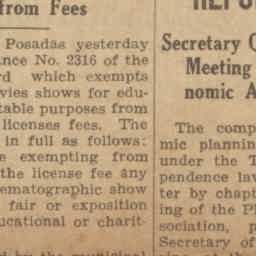 from Fees
Posadas yesterday
ance No. 2316 of the
rd which exempts
vies shows for edu-
table purposes from
licenses fees. The
in full as follows:
e exempting from
the license fee any
ematographic show
fair or exposition
ucational or charit-
Secretary
Meeting
nomic A
The comp
mic planning
under the T
pendence law
ter by chapt
ing of the P
sociation, p
Secretary of